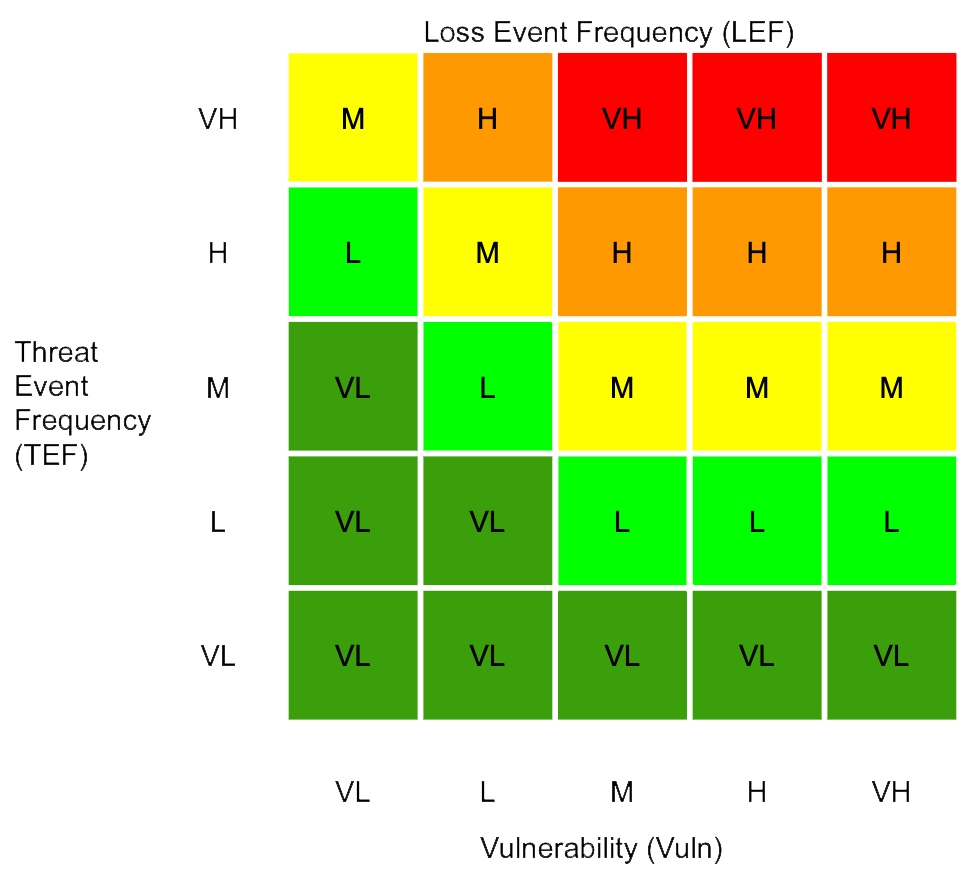 Loss Event Frequency (LEF)
VH M H VH VH VH
H L M H H H
Threat
Event
Frequency
(TEF)
M VL L M M M
L VL VL L L L
VL VL VL VL VL VL
VL L M H VH
Vulnerability (Vuln)